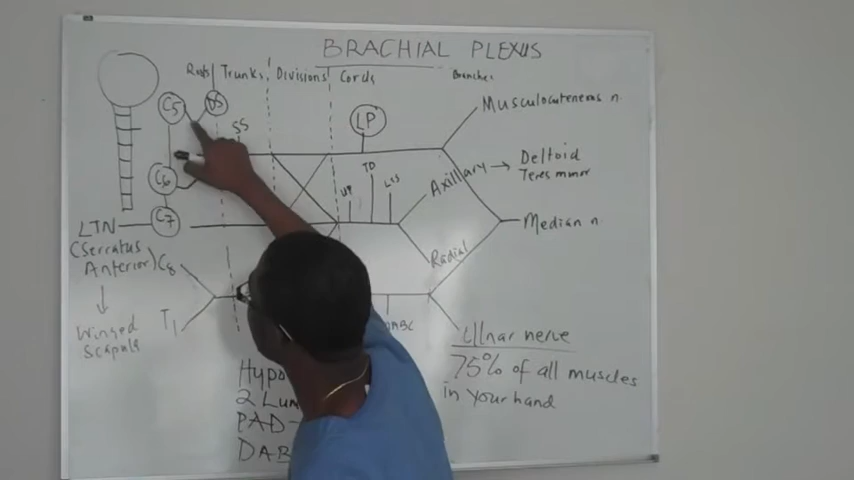 BRACHIAL PLEXUS
Roots Trunks Divisions Cords Branches
C5 DS
SS
LP
Musculocutaneous n.
C6
C7
UP TD LSS
Axillary → Deltoid
Teres minor
Median n.
Radial
LTN
(Serratus
Anterior)
Winged
Scapula
C8
T1
ABC
Ulnar nerve
75% of all muscles
in your hand
Hypo
2 Lum
PAD-
DAB